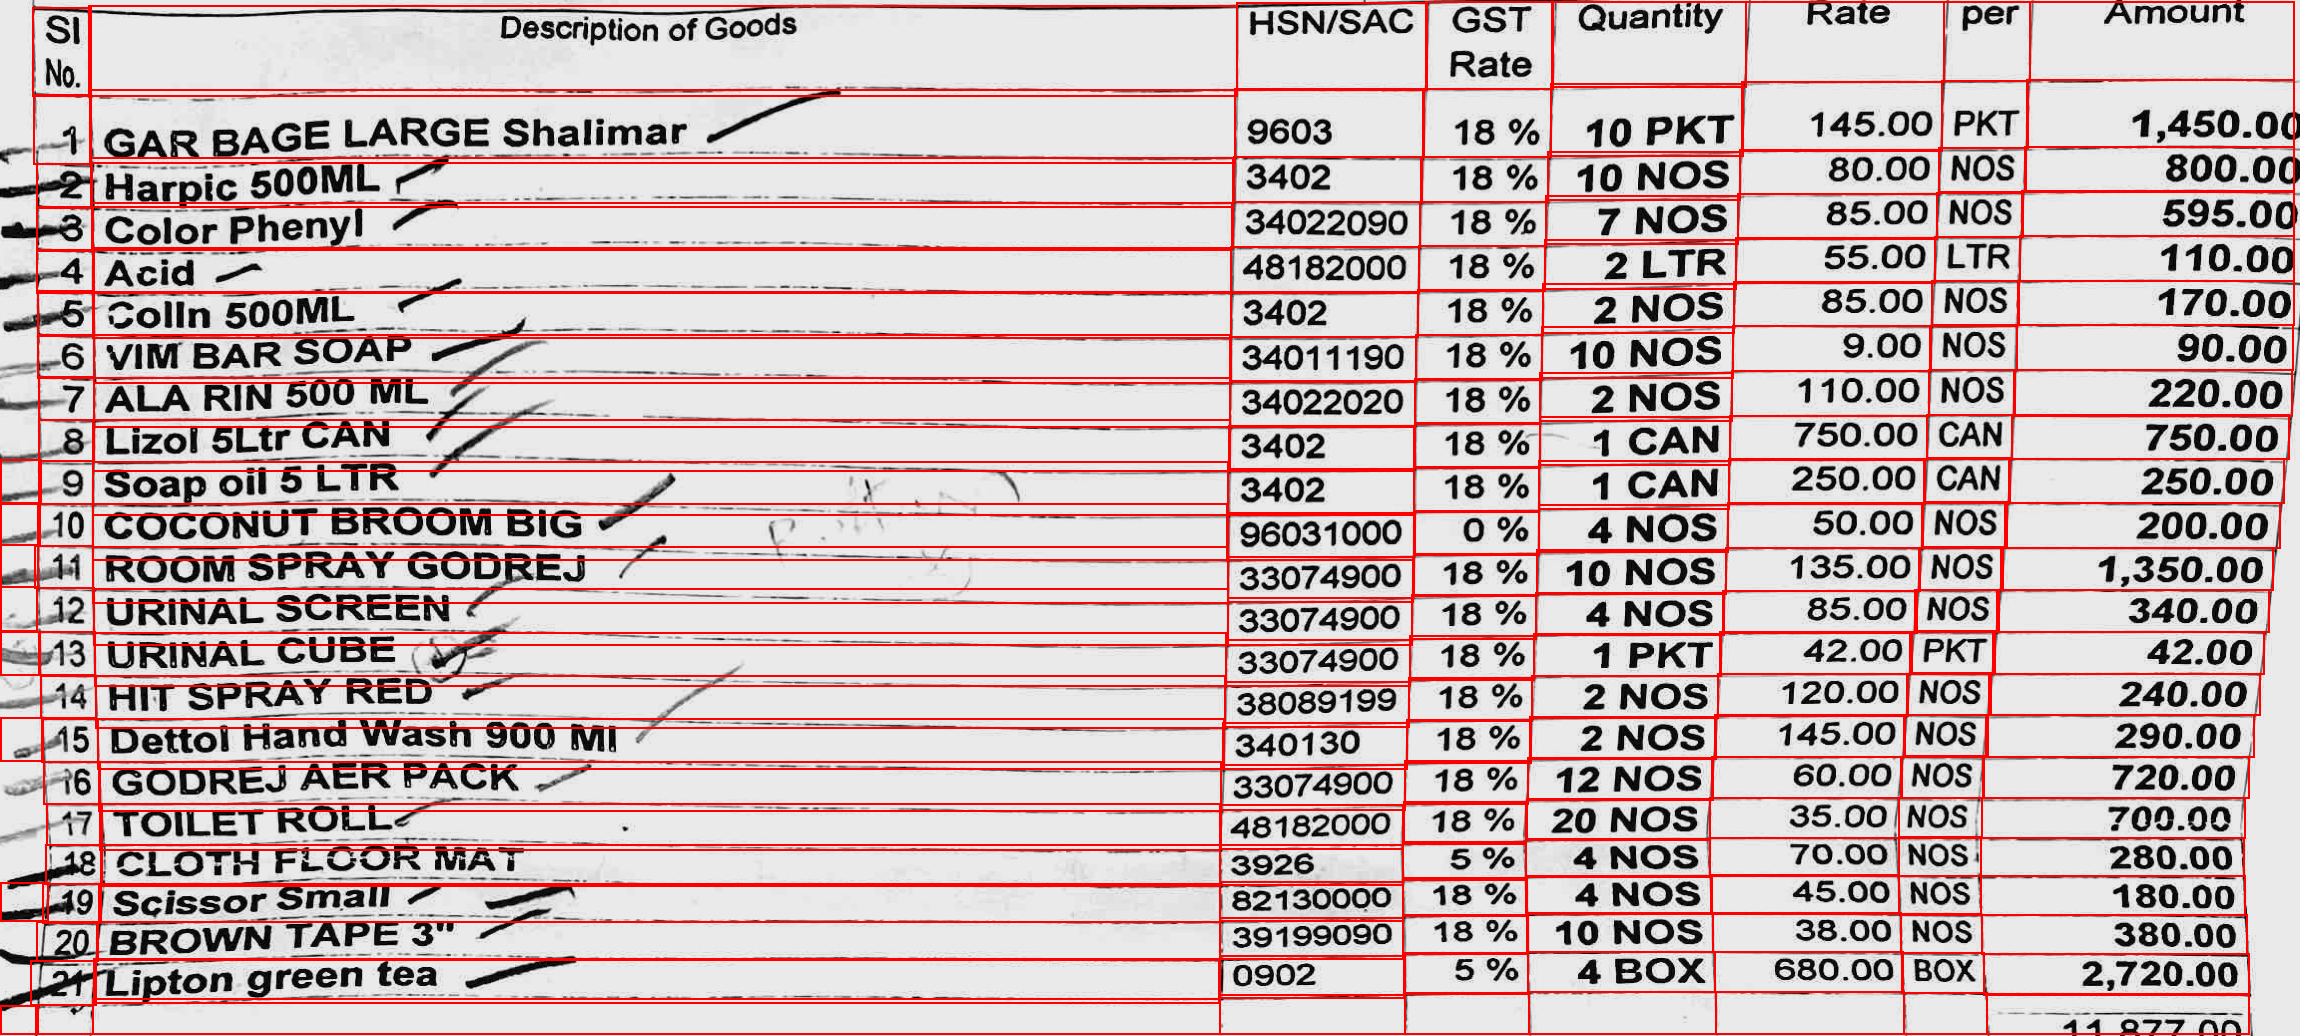 Sl No. Description of Goods HSN/SAC GST Rate Quantity Rate per Amount
1 GAR BAGE LARGE Shalimar 9603 18 % 10 PKT 145.00 PKT 1,450.00
2 Harpic 500ML 3402 18 % 10 NOS 80.00 NOS 800.00
3 Color Phenyl 34022090 18 % 7 NOS 85.00 NOS 595.00
4 Acid 48182000 18 % 2 LTR 55.00 LTR 110.00
5 ColIn 500ML 3402 18 % 2 NOS 85.00 NOS 170.00
6 VIM BAR SOAP 34011190 18 % 10 NOS 9.00 NOS 90.00
7 ALA RIN 500 ML 34022020 18 % 2 NOS 110.00 NOS 220.00
8 Lizol 5Ltr CAN 3402 18 % 1 CAN 750.00 CAN 750.00
9 Soap oil 5 LTR 3402 18 % 1 CAN 250.00 CAN 250.00
10 COCONUT BROOM BIG 96031000 0 % 4 NOS 50.00 NOS 200.00
11 ROOM SPRAY GODREJ 33074900 18 % 10 NOS 135.00 NOS 1,350.00
12 URINAL SCREEN 33074900 18 % 4 NOS 85.00 NOS 340.00
13 URINAL CUBE 33074900 18 % 1 PKT 42.00 PKT 42.00
14 HIT SPRAY RED 38089199 18 % 2 NOS 120.00 NOS 240.00
15 Dettol Hand Wash 900 Ml 340130 18 % 2 NOS 145.00 NOS 290.00
16 GODREJ AER PACK 33074900 18 % 12 NOS 60.00 NOS 720.00
17 TOILET ROLL 48182000 18 % 20 NOS 35.00 NOS 700.00
18 CLOTH FLOOR MAT 3926 5 % 4 NOS 70.00 NOS 280.00
19 Scissor Small 82130000 18 % 4 NOS 45.00 NOS 180.00
20 BROWN TAPE 3" 39199090 18 % 10 NOS 38.00 NOS 380.00
21 Lipton green tea 0902 5 % 4 BOX 680.00 BOX 2,720.00
11,877.00